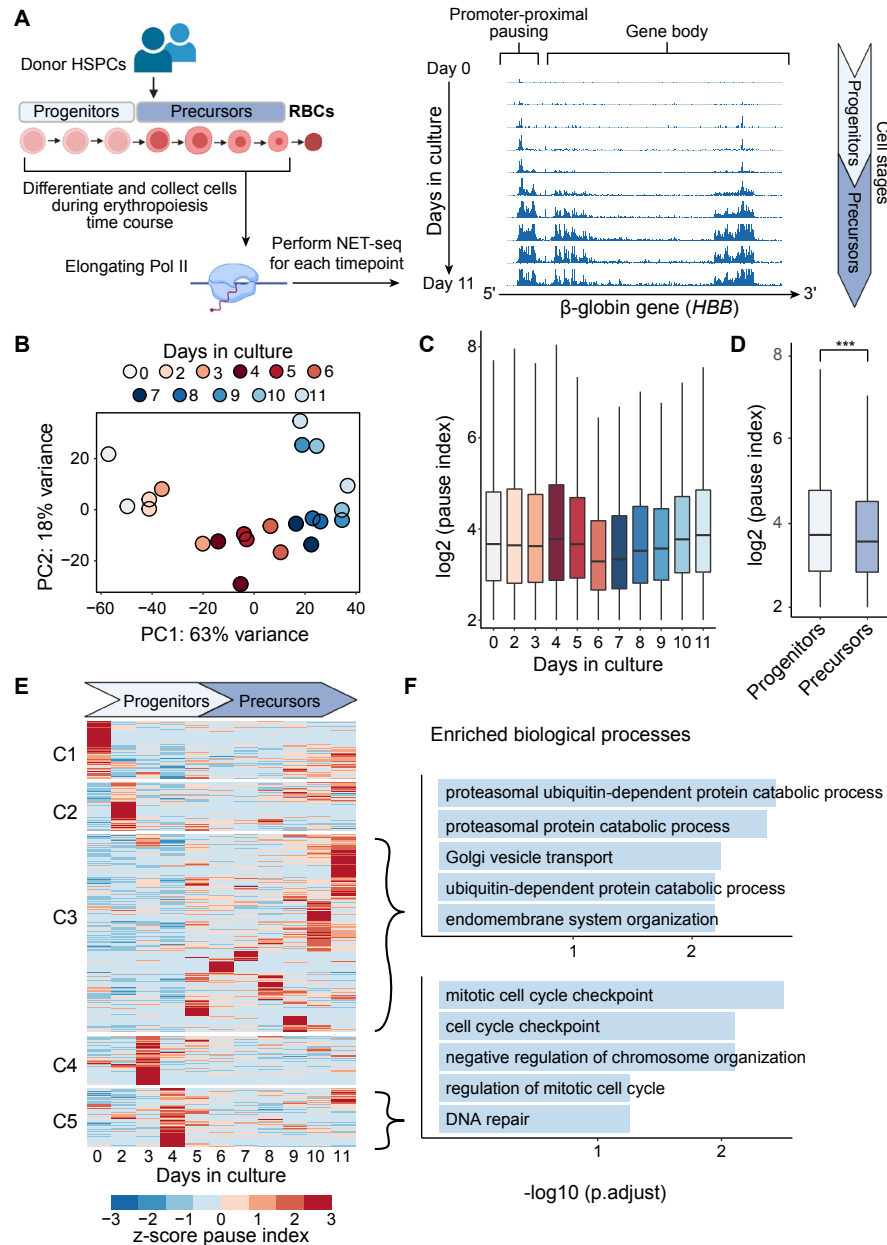 A
Donor HSPCs
Progenitors
Precursors
RBCs
Differentiate and collect cells
during erythropoiesis
time course
Elongating Pol II
Perform NET-seq
for each timepoint
Promoter-proximal
pausing
Gene body
Day 0
Days in culture
Day 11
5'
3'
β-globin gene (HBB)
Progenitors
Precursors
Cell stages
B
Days in culture
0 2 3 4 5 6
7 8 9 10 11
PC2: 18% variance
20
0
−20
−60 −40 −20 0 20 40
PC1: 63% variance
C
log2 (pause index)
8
6
4
2
0 2 3 4 5 6 7 8 9 10 11
Days in culture
D
***
log2 (pause index)
8
6
4
2
Progenitors
Precursors
E
Progenitors
Precursors
C1
C2
C3
C4
C5
0 2 3 4 5 6 7 8 9 10 11
Days in culture
−3 −2 −1 0 1 2 3
z-score pause index
F
Enriched biological processes
proteasomal ubiquitin-dependent protein catabolic process
proteasomal protein catabolic process
Golgi vesicle transport
ubiquitin-dependent protein catabolic process
endomembrane system organization
1 2
mitotic cell cycle checkpoint
cell cycle checkpoint
negative regulation of chromosome organization
regulation of mitotic cell cycle
DNA repair
1 2
-log10 (p.adjust)